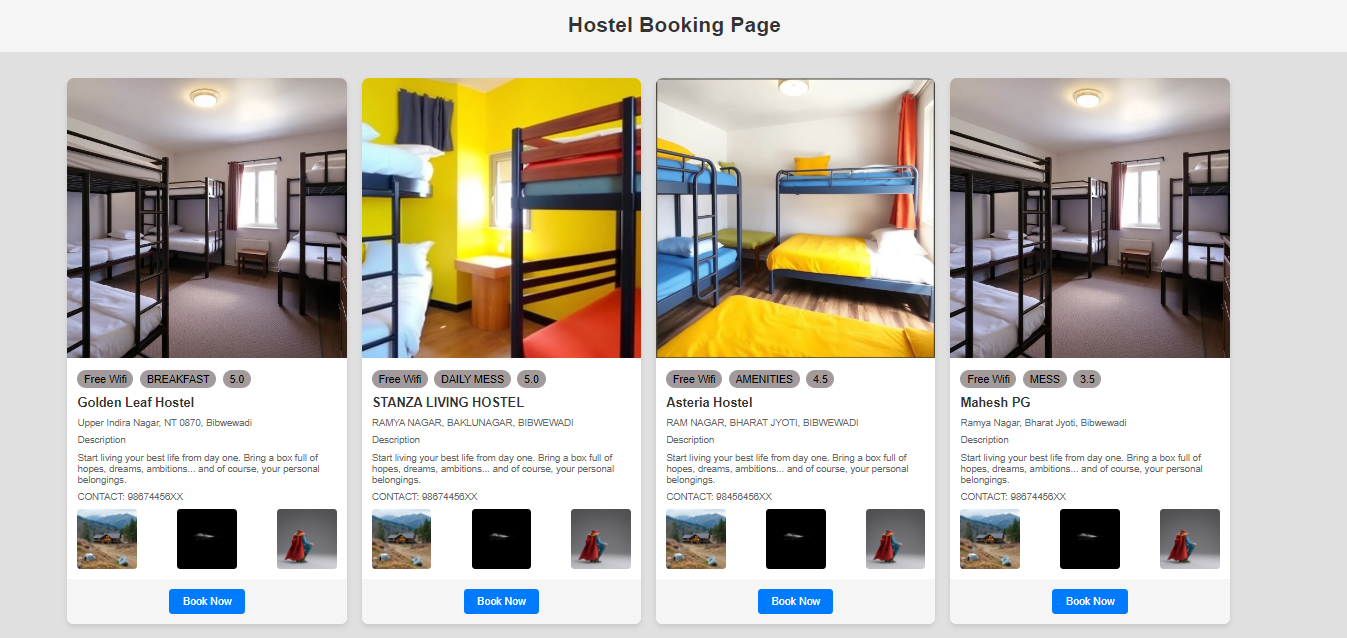 Hostel Booking Page
Free Wifi BREAKFAST 5.0
Golden Leaf Hostel
Upper Indira Nagar, NT 0870, Bibwewadi
Description
Start living your best life from day one. Bring a box full of
hopes, dreams, ambitions... and of course, your personal
belongings.
CONTACT: 98674456XX
Book Now
Free Wifi DAILY MESS 5.0
STANZA LIVING HOSTEL
RAMYA NAGAR, BAKLUNAGAR, BIBWEWADI
Description
Start living your best life from day one. Bring a box full of
hopes, dreams, ambitions... and of course, your personal
belongings.
CONTACT: 98674456XX
Book Now
Free Wifi AMENITIES 4.5
Asteria Hostel
RAM NAGAR, BHARAT JYOTI, BIBWEWADI
Description
Start living your best life from day one. Bring a box full of
hopes, dreams, ambitions... and of course, your personal
belongings.
CONTACT: 98456456XX
Book Now
Free Wifi MESS 3.5
Mahesh PG
Ramya Nagar, Bharat Jyoti, Bibwewadi
Description
Start living your best life from day one. Bring a box full of
hopes, dreams, ambitions... and of course, your personal
belongings.
CONTACT: 98674456XX
Book Now